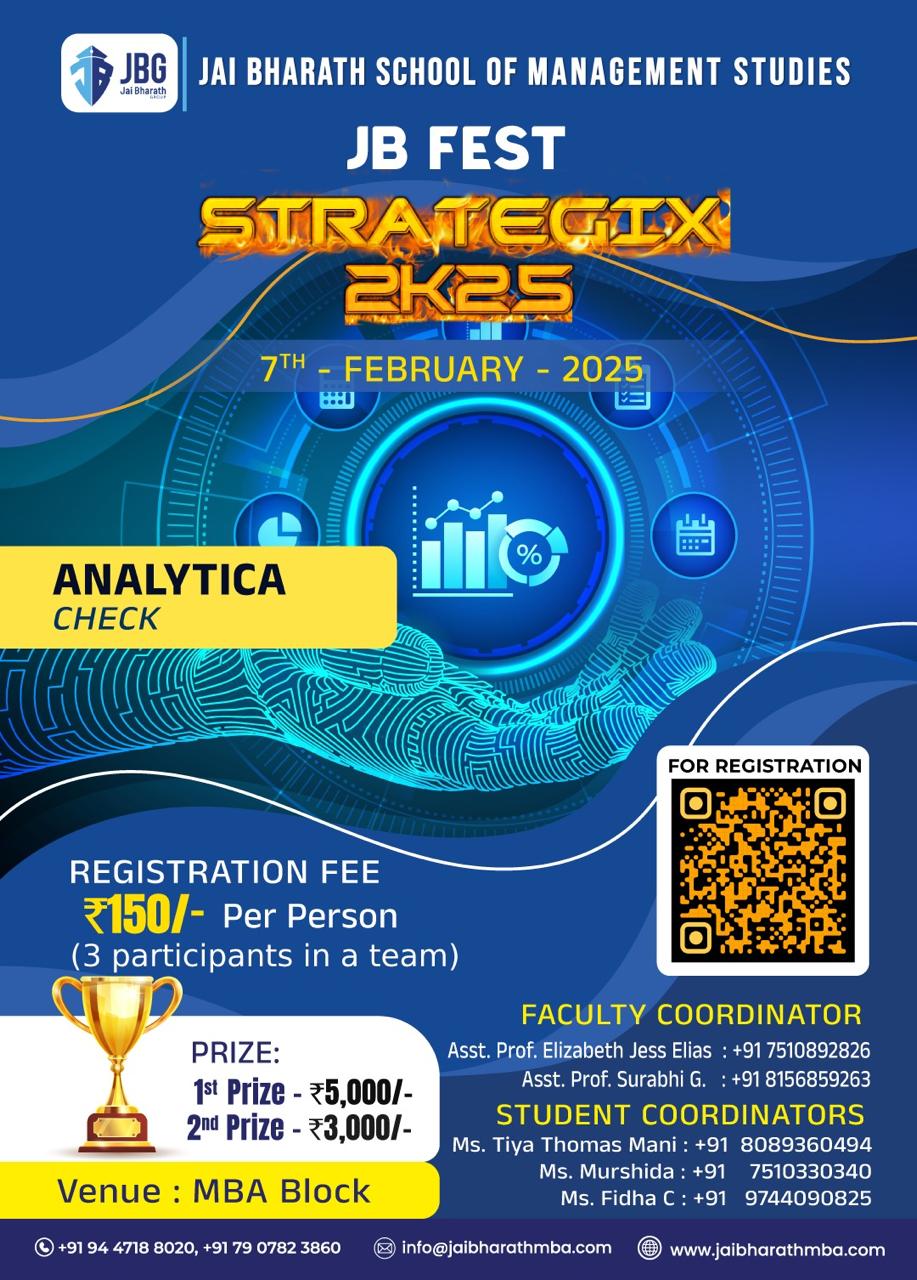 JBG
Jai Bharath
GROUP
JAI BHARATH SCHOOL OF MANAGEMENT STUDIES
JB FEST
STRATEGIX
2K25
7TH - FEBRUARY - 2025
%
ANALYTICA
CHECK
FOR REGISTRATION
REGISTRATION FEE
₹150/- Per Person
(3 participants in a team)
PRIZE:
1st Prize - ₹5,000/-
2nd Prize - ₹3,000/-
Venue : MBA Block
FACULTY COORDINATOR
Asst. Prof. Elizabeth Jess Elias : +91 7510892826
Asst. Prof. Surabhi G. : +91 8156859263
STUDENT COORDINATORS
Ms. Tiya Thomas Mani : +91 8089360494
Ms. Murshida : +91 7510330340
Ms. Fidha C : +91 9744090825
+91 94 4718 8020, +91 79 0782 3860
info@jaibharathmba.com
www.jaibharathmba.com